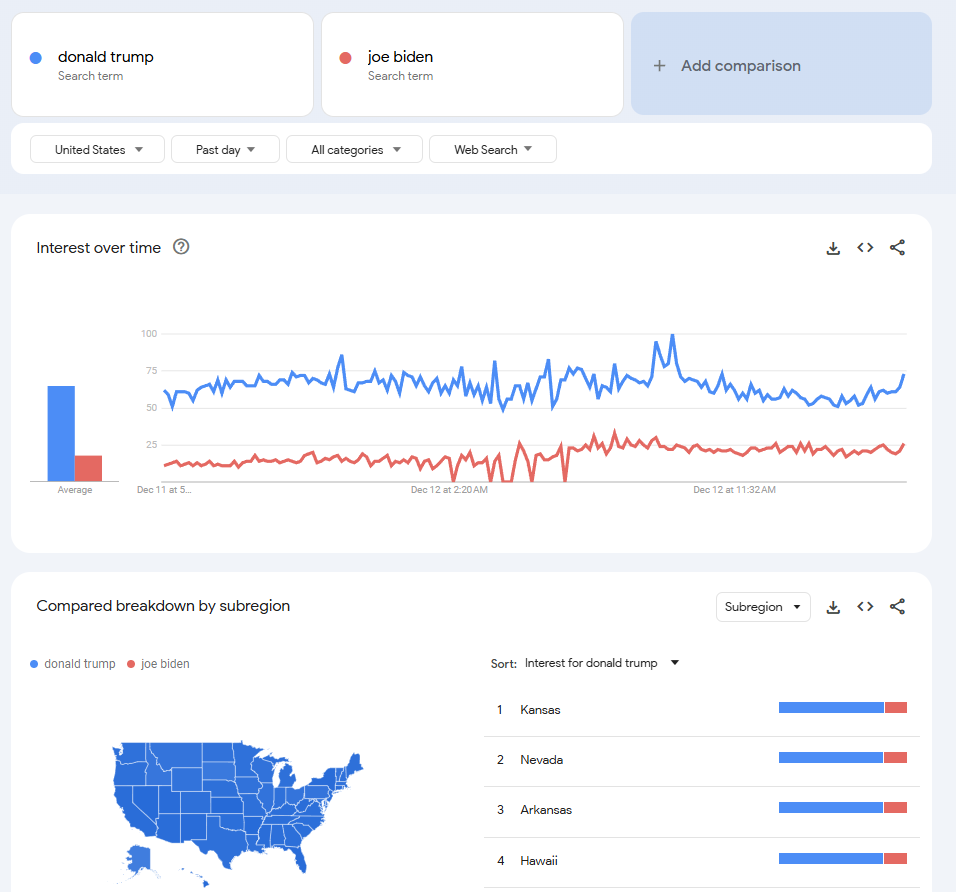 donald trump
Search term
joe biden
Search term
+ Add comparison
United States
Past day
All categories
Web Search
Interest over time
100
75
50
25
Average
Dec 11 at 5...
Dec 12 at 2:20 AM
Dec 12 at 11:32 AM
Compared breakdown by subregion
Subregion
donald trump
joe biden
Sort: Interest for donald trump
1 Kansas
2 Nevada
3 Arkansas
4 Hawaii